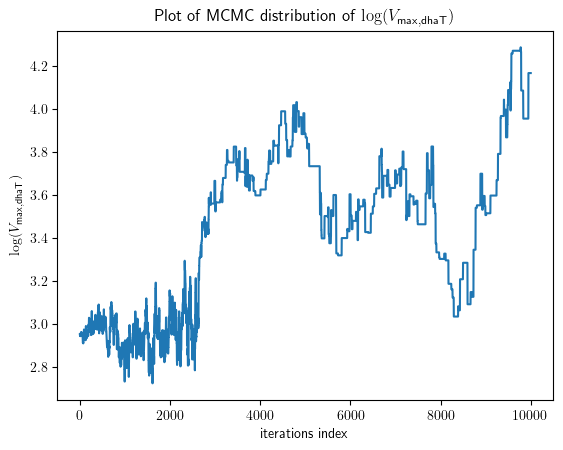 Plot of MCMC distribution of log(V_max,dhaT)
log(V_max,dhaT)
4.2
4.0
3.8
3.6
3.4
3.2
3.0
2.8
0 2000 4000 6000 8000 10000
iterations index